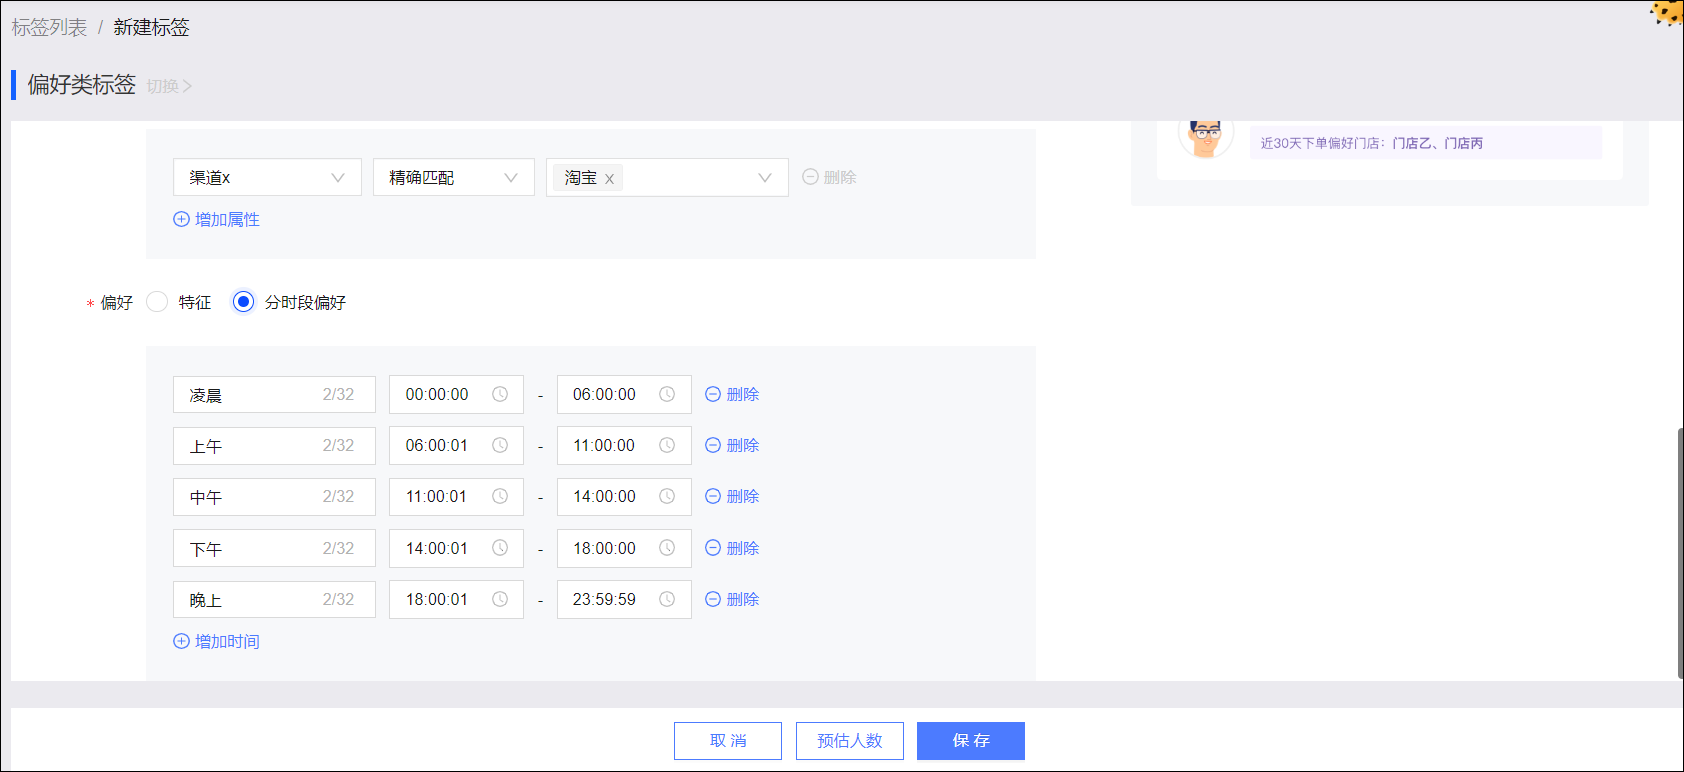 标签列表 / 新建标签
偏好类标签 切换 >
近30天下单偏好门店：门店乙、门店丙
渠道x 精确匹配 淘宝 x 删除
增加属性
* 偏好 特征 分时段偏好
凌晨 2/32 00:00:00 - 06:00:00 删除
上午 2/32 06:00:01 - 11:00:00 删除
中午 2/32 11:00:01 - 14:00:00 删除
下午 2/32 14:00:01 - 18:00:00 删除
晚上 2/32 18:00:01 - 23:59:59 删除
增加时间
取 消 预估人数 保 存